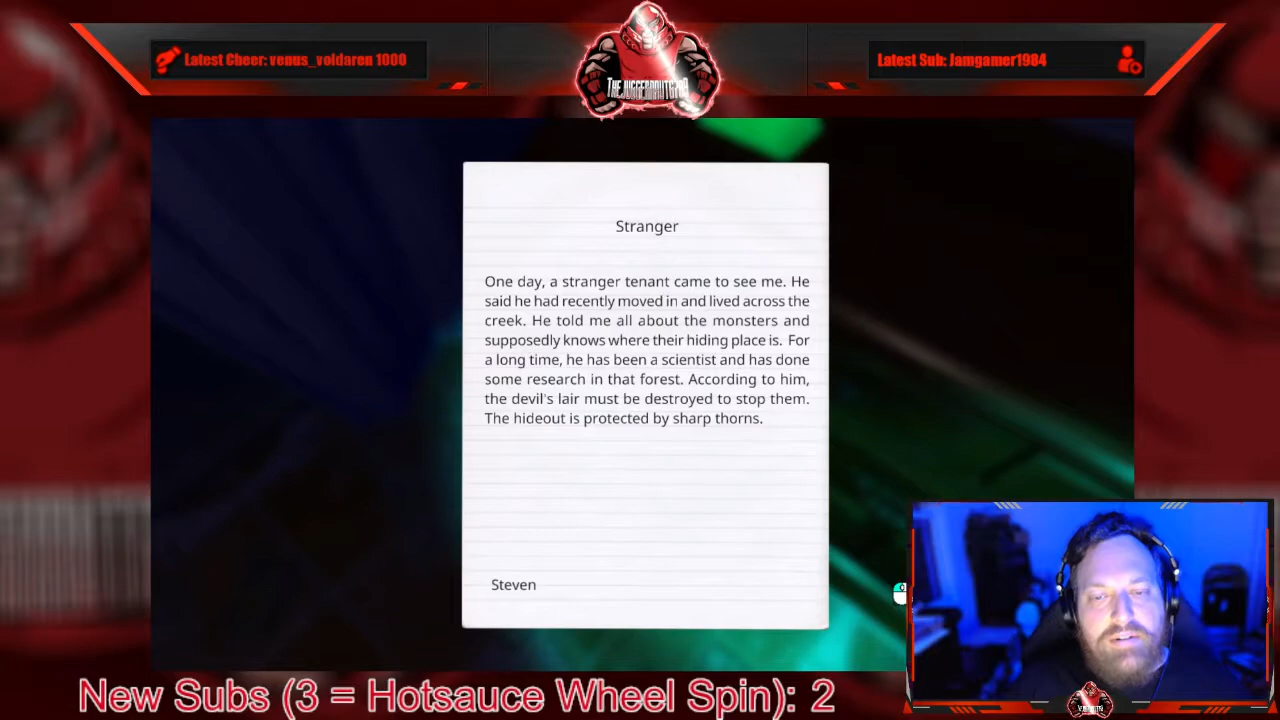 Latest Cheer: venus_voldaren 1000
Latest Sub: Jamgamer1984
Stranger
One day, a stranger tenant came to see me. He
said he had recently moved in and lived across the
creek. He told me all about the monsters and
supposedly knows where their hiding place is. For
a long time, he has been a scientist and has done
some research in that forest. According to him,
the devil's lair must be destroyed to stop them.
The hideout is protected by sharp thorns.
Steven
New Subs (3 = Hotsauce Wheel Spin): 2